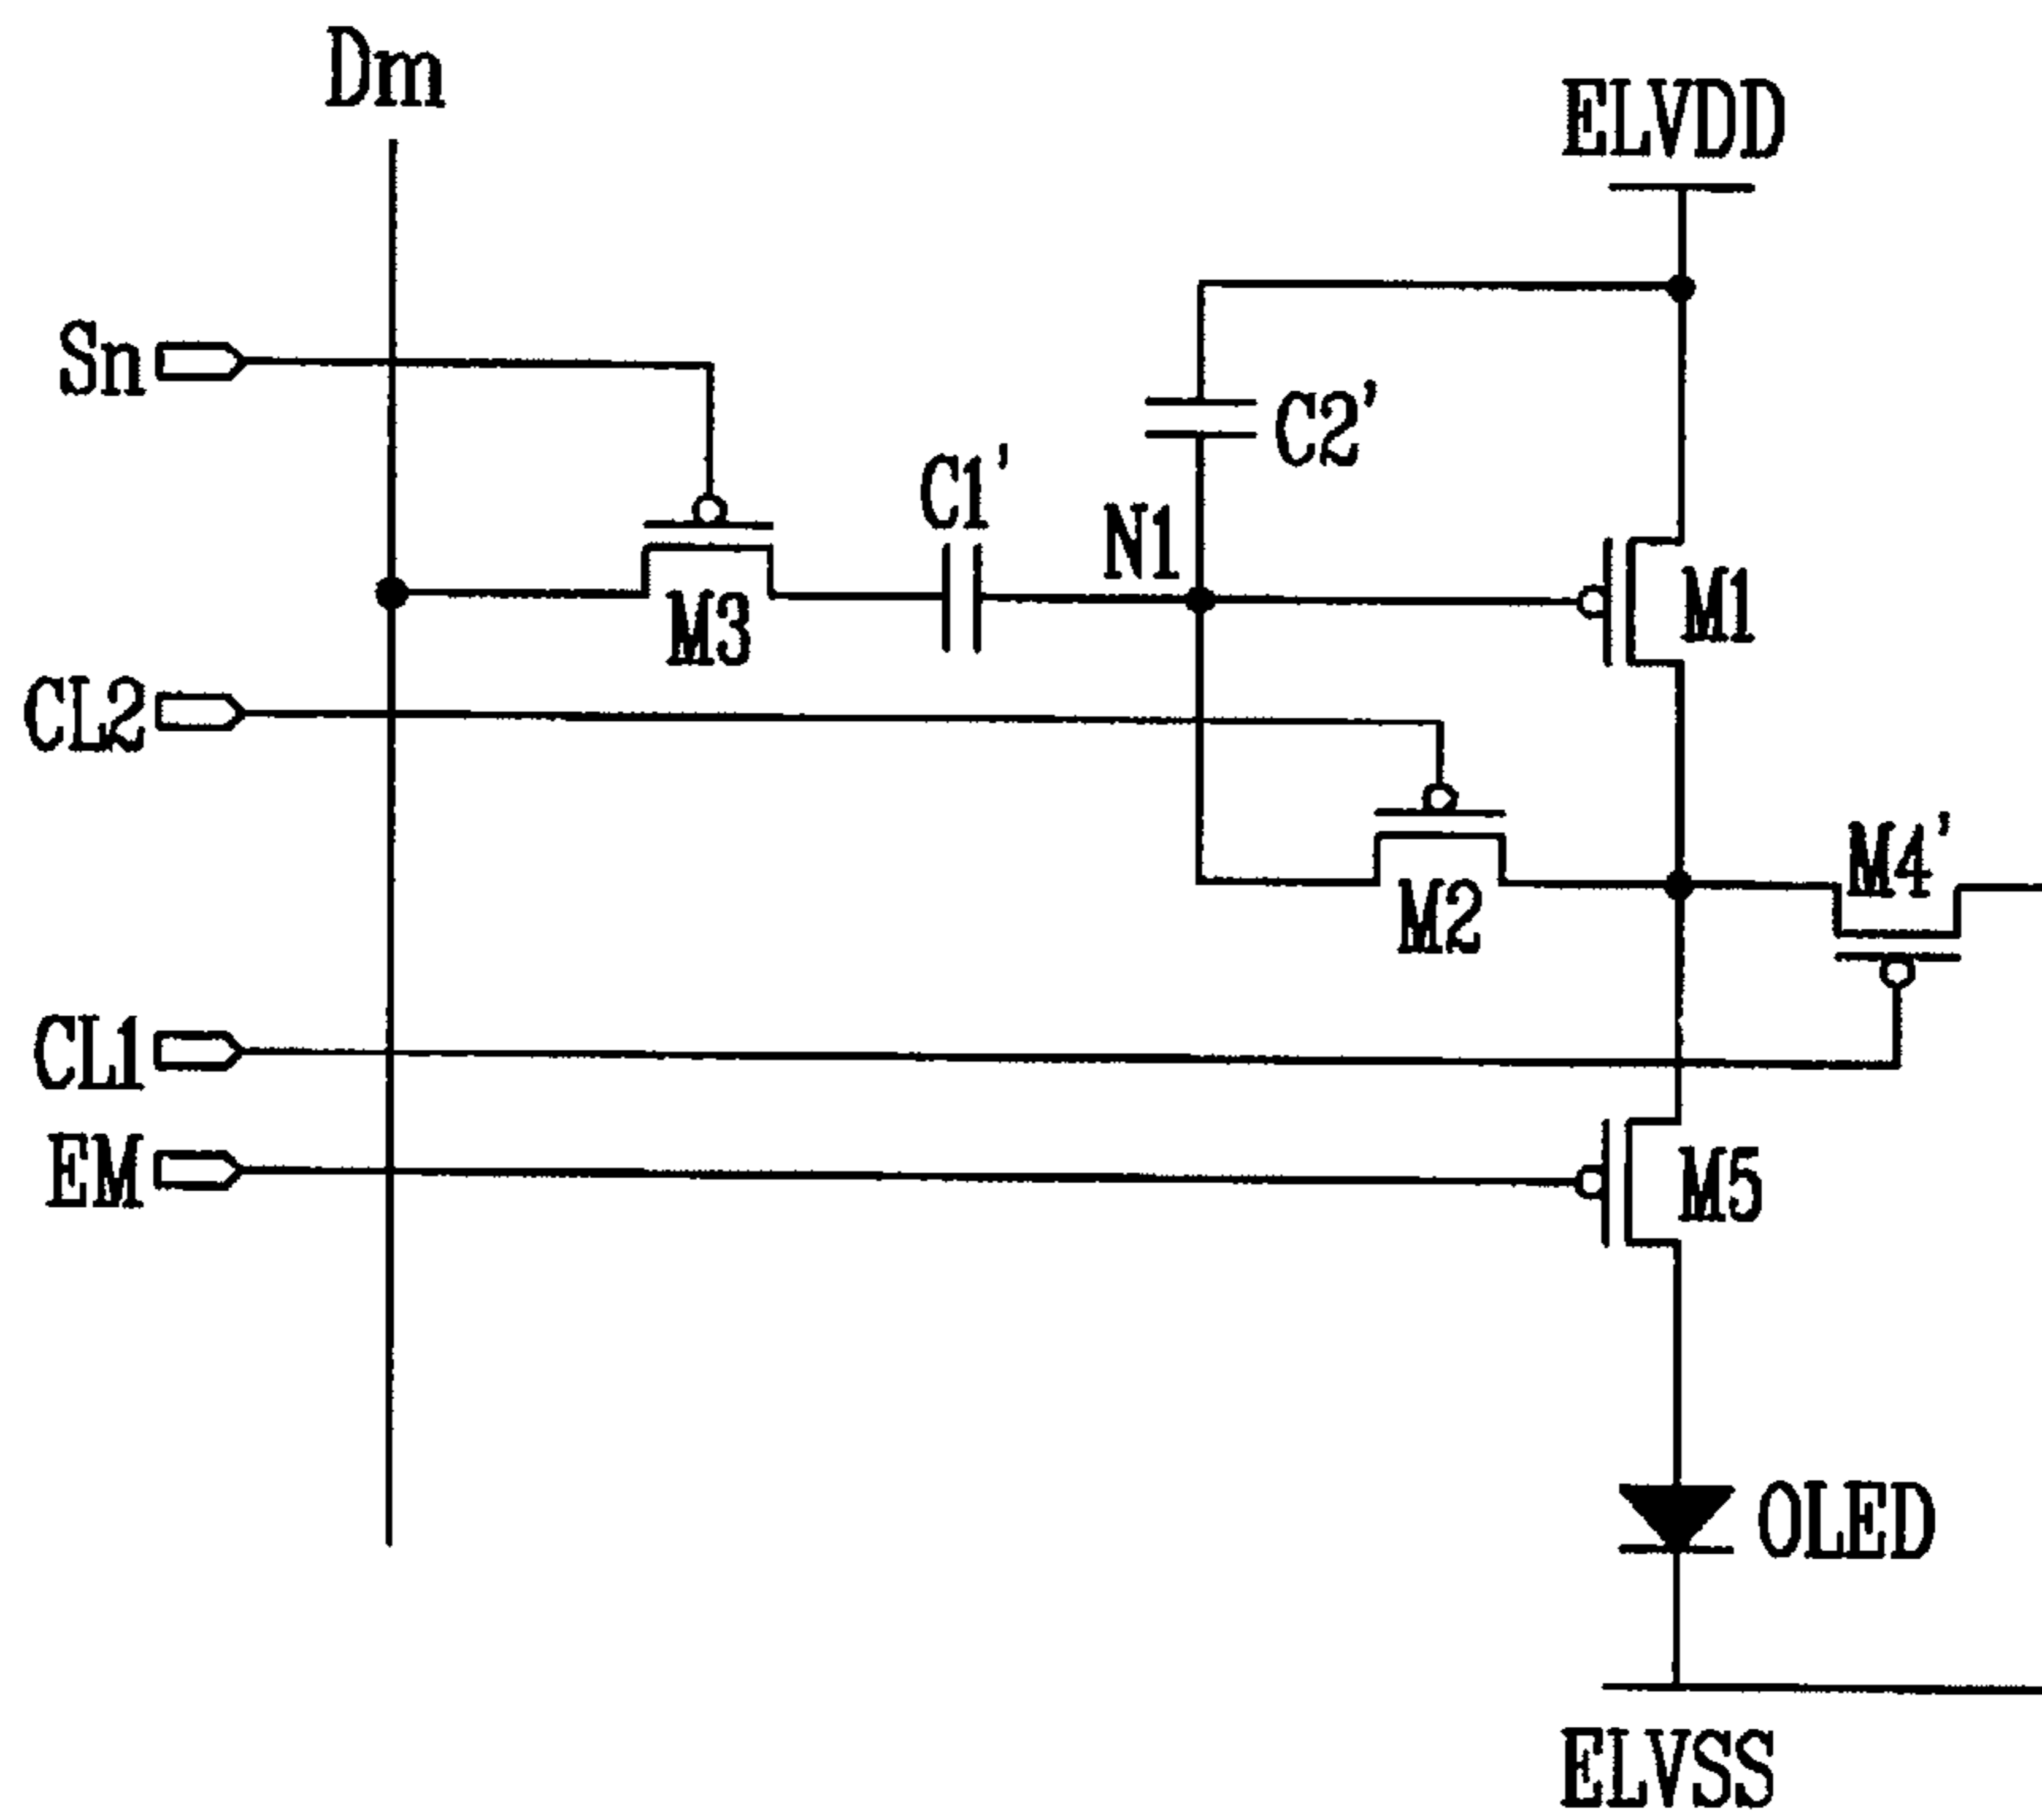 Dm
ELVDD
Sn
C2'
C1'
N1
M1
M3
CL2
M4'
M2
CL1
EM
M5
OLED
ELVSS